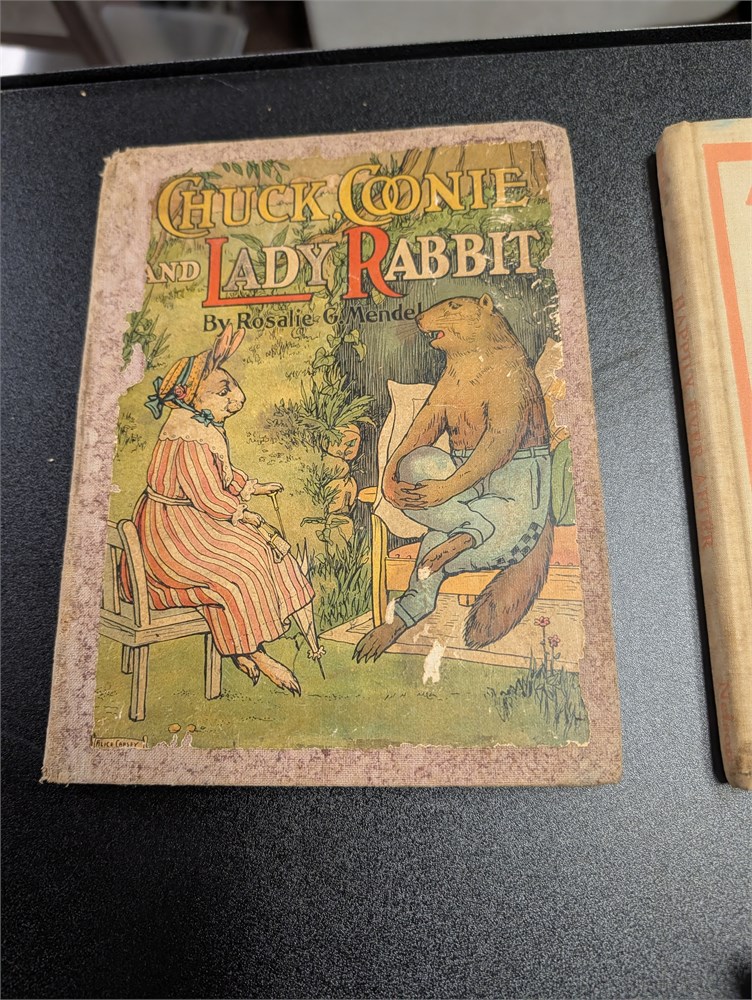 CHUCK, COONIE
AND LADY RABBIT
By Rosalie G. Mendel